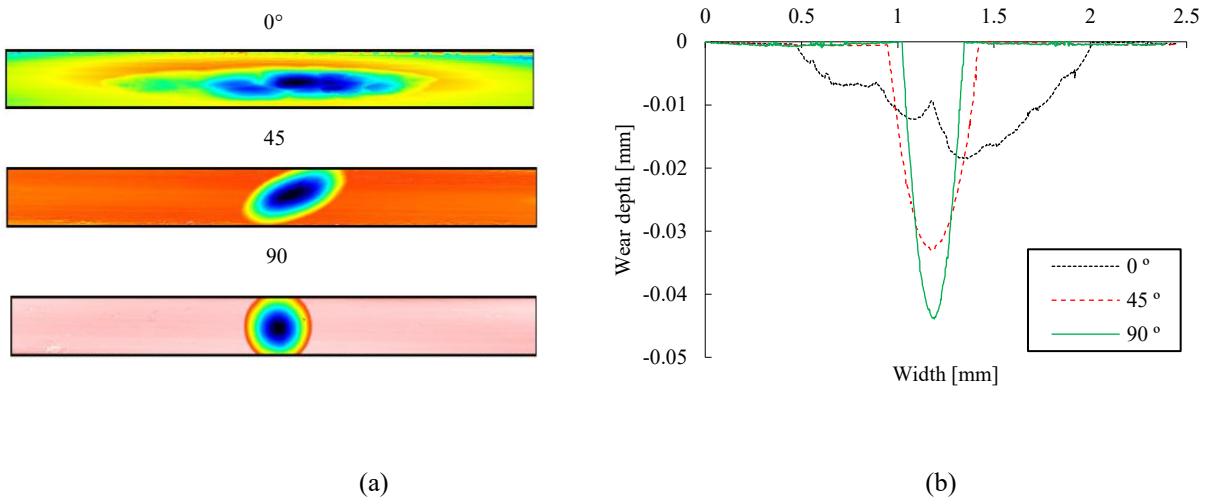 0°
45
90
(a)
0 0.5 1 1.5 2 2.5
0
-0.01
-0.02
-0.03
-0.04
-0.05
Wear depth [mm]
Width [mm]
0 º
45 º
90 º
(b)